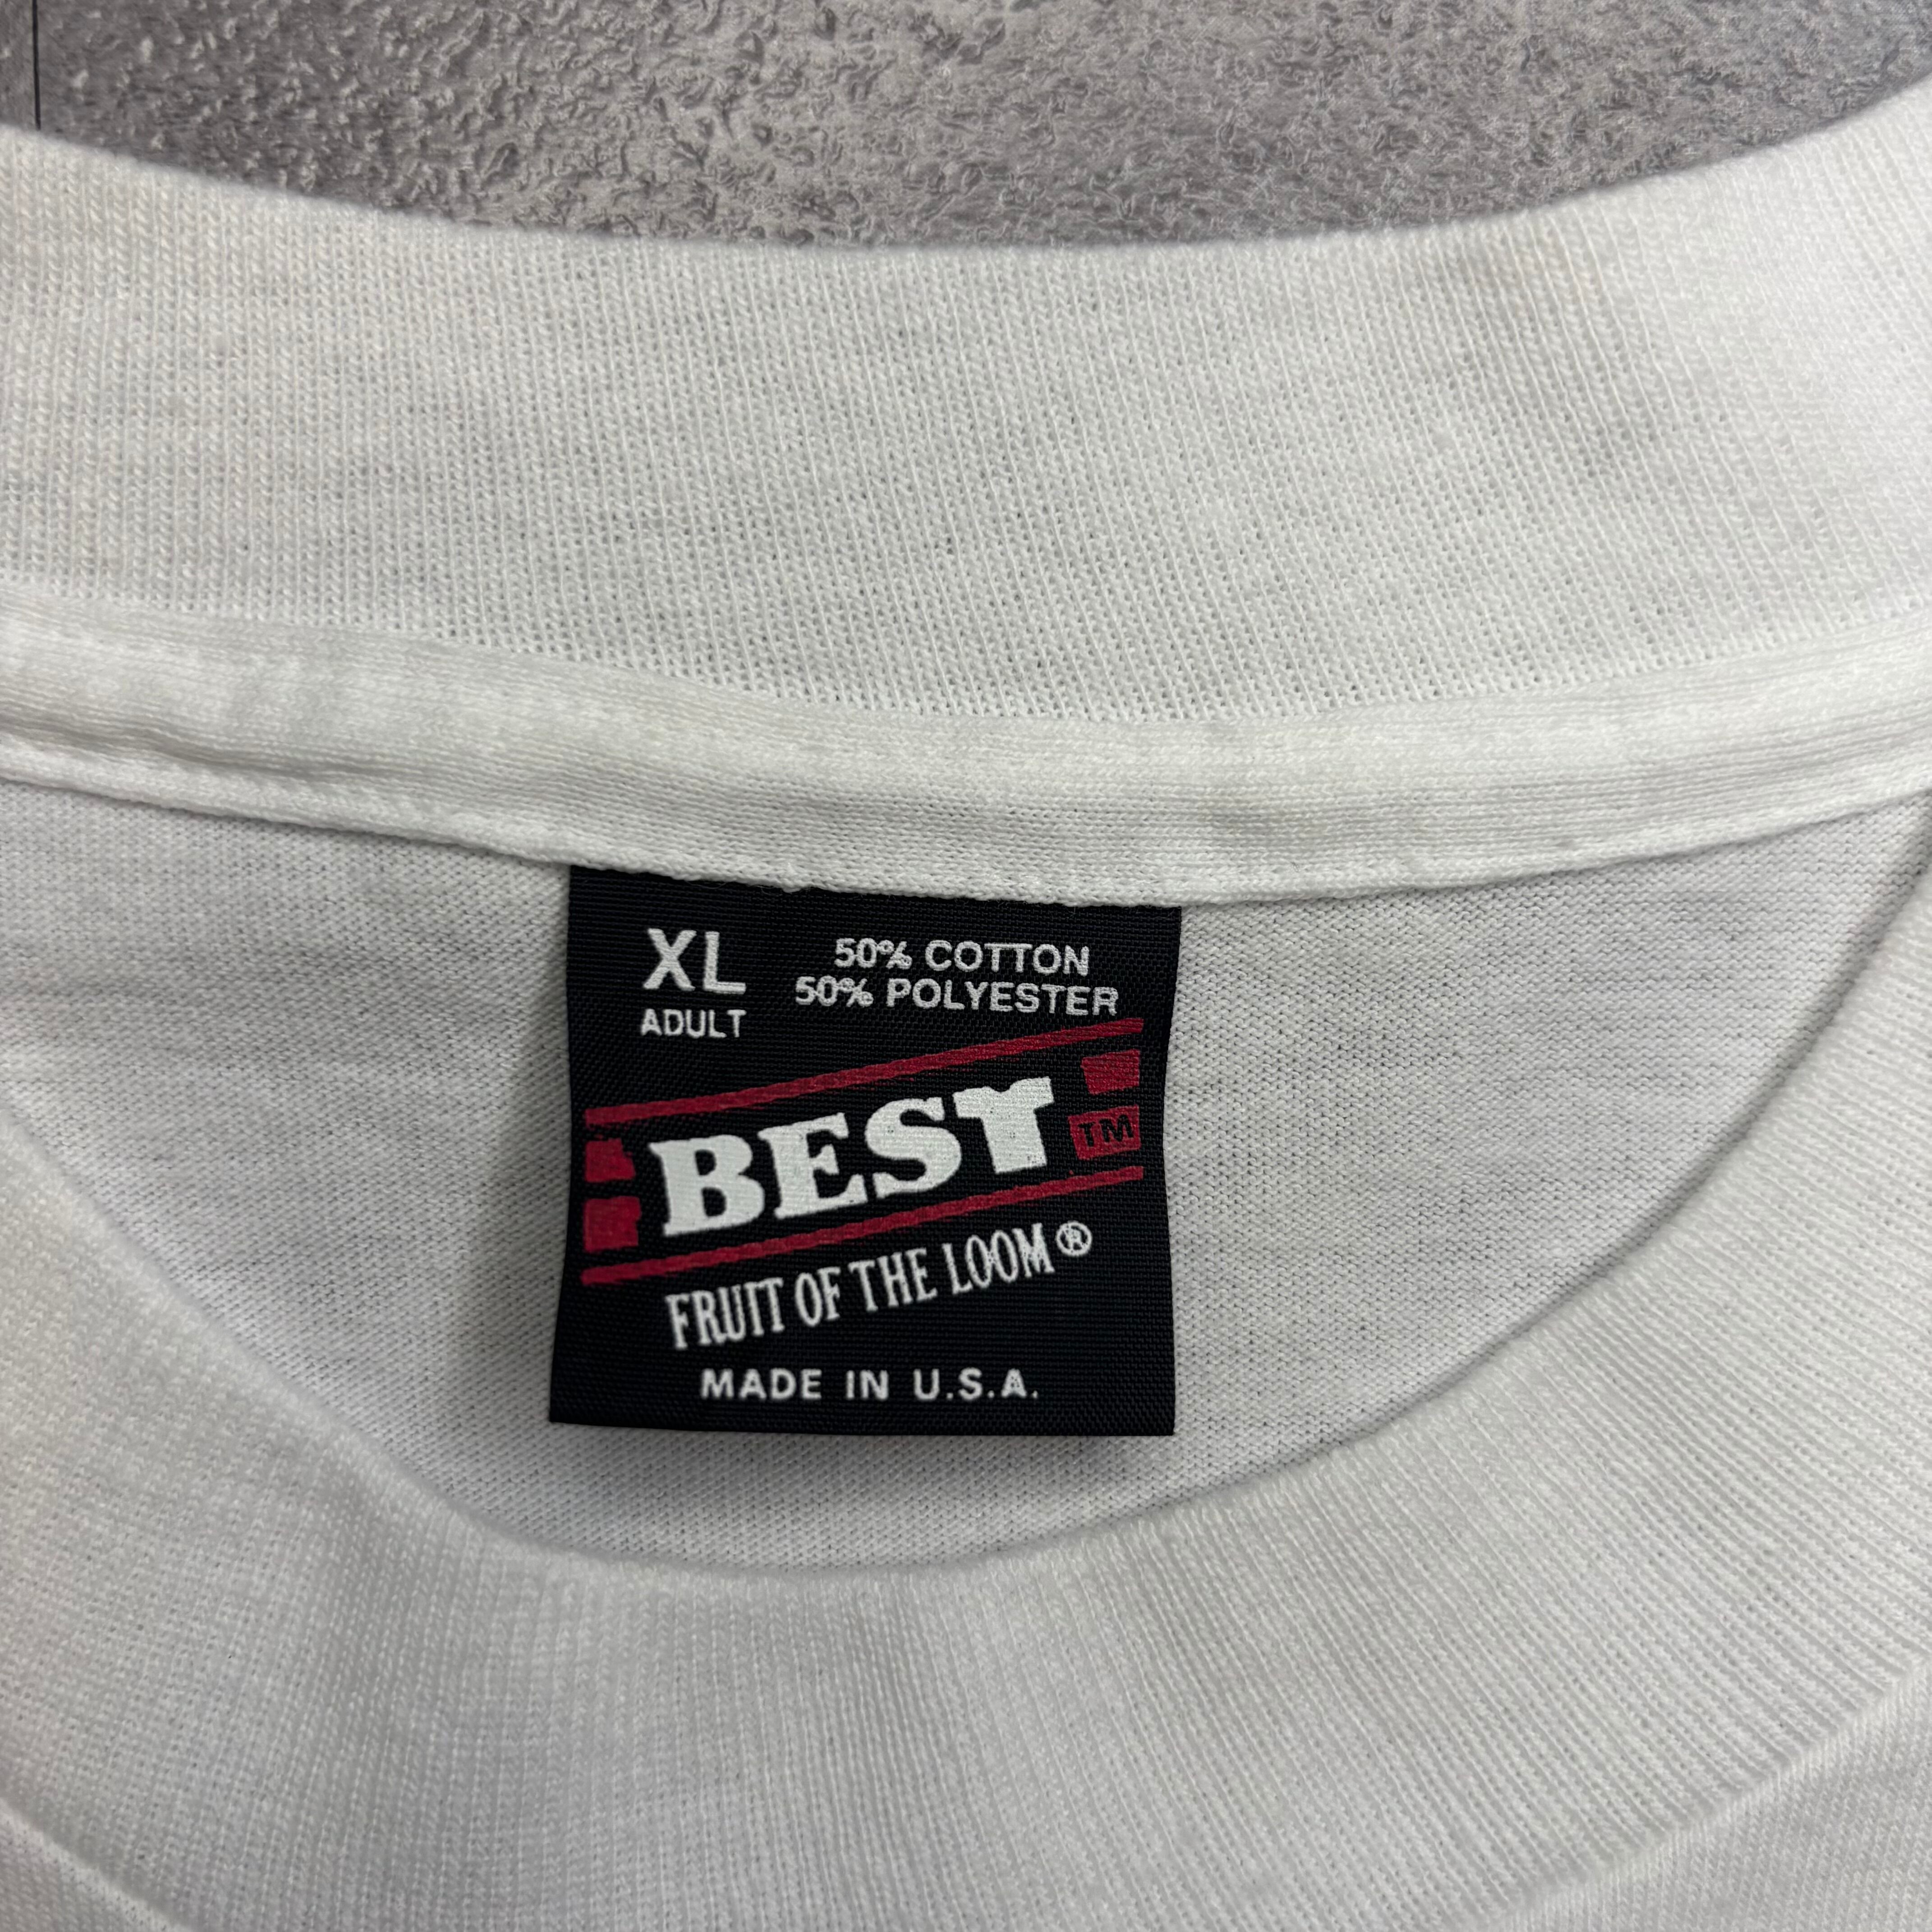 XL
ADULT
50% COTTON
50% POLYESTER
BEST
TM
FRUIT OF THE LOOM®
MADE IN U.S.A.